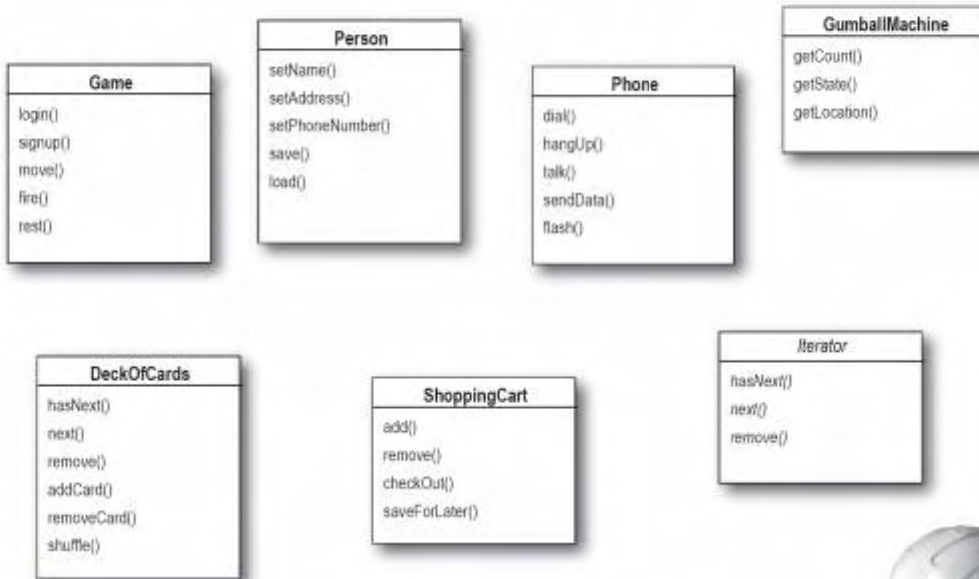 Game
login()
signup()
move()
fire()
rest()
Person
setName()
setAddress()
setPhoneNumber()
save()
load()
Phone
dial()
hangUp()
talk()
sendData()
flash()
GumballMachine
getCount()
getState()
getLocation()
DeckOfCards
hasNext()
next()
remove()
addCard()
removeCard()
shuffle()
ShoppingCart
add()
remove()
checkOut()
saveForLater()
Iterator
hasNext()
next()
remove()